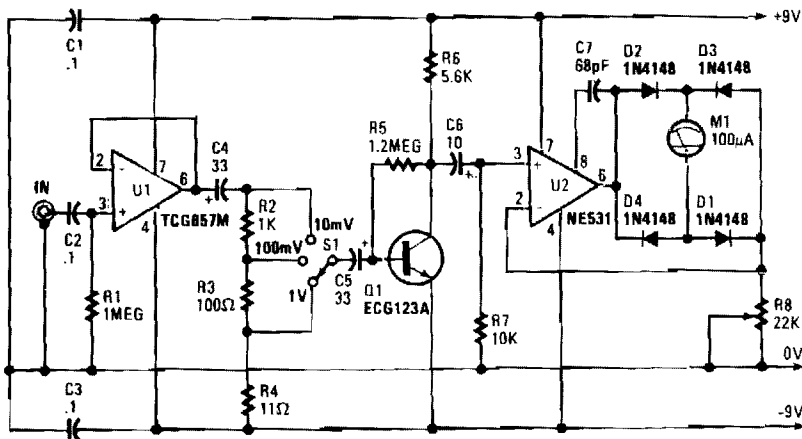 +9V
C1
.1
R6
5.6K
C7
68pF
D2
1N4148
D3
1N4148
R5
1.2MEG
C6
10
M1
100μA
7
2
-
U1
6
+
3
4
TCG857M
C4
33
+
IN
C2
.1
R1
1MEG
R2
1K
10mV
100mV
S1
1V
R3
100Ω
C5
33
+
Q1
ECG123A
+
3
+
7
8
-
2
U2
6
4
NE531
D4
1N4148
D1
1N4148
R7
10K
R8
22K
0V
R4
11Ω
C3
.1
-9V